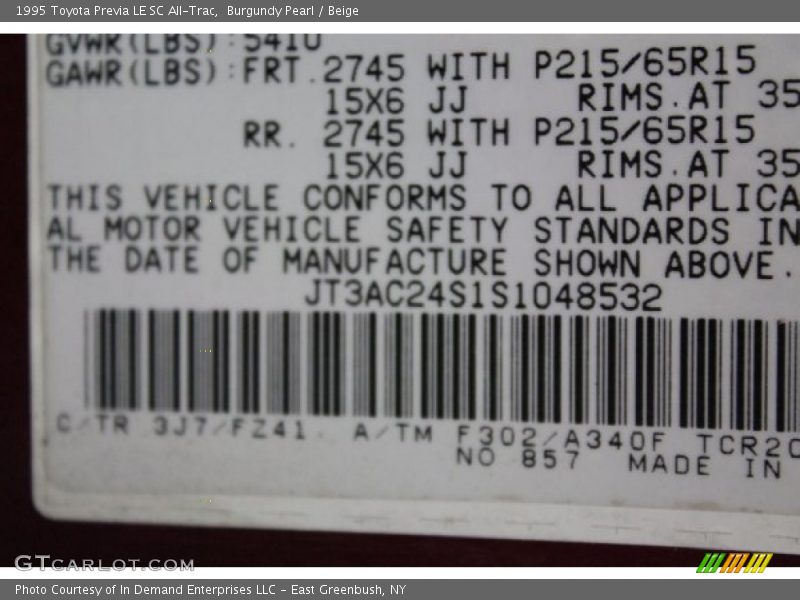 1995 Toyota Previa LE SC All-Trac, Burgundy Pearl / Beige
GVWR(LBS):5410
GAWR(LBS):FRT.2745 WITH P215/65R15
15X6 JJ RIMS.AT 35
RR. 2745 WITH P215/65R15
15X6 JJ RIMS.AT 35
THIS VEHICLE CONFORMS TO ALL APPLICA
AL MOTOR VEHICLE SAFETY STANDARDS IN
THE DATE OF MANUFACTURE SHOWN ABOVE.
JT3AC24S1S1048532
C/TR 3J7/FZ41. A/TM F302/A340F TCR20
NO 857 MADE IN
GTCARLOT.COM
Photo Courtesy of In Demand Enterprises LLC - East Greenbush, NY